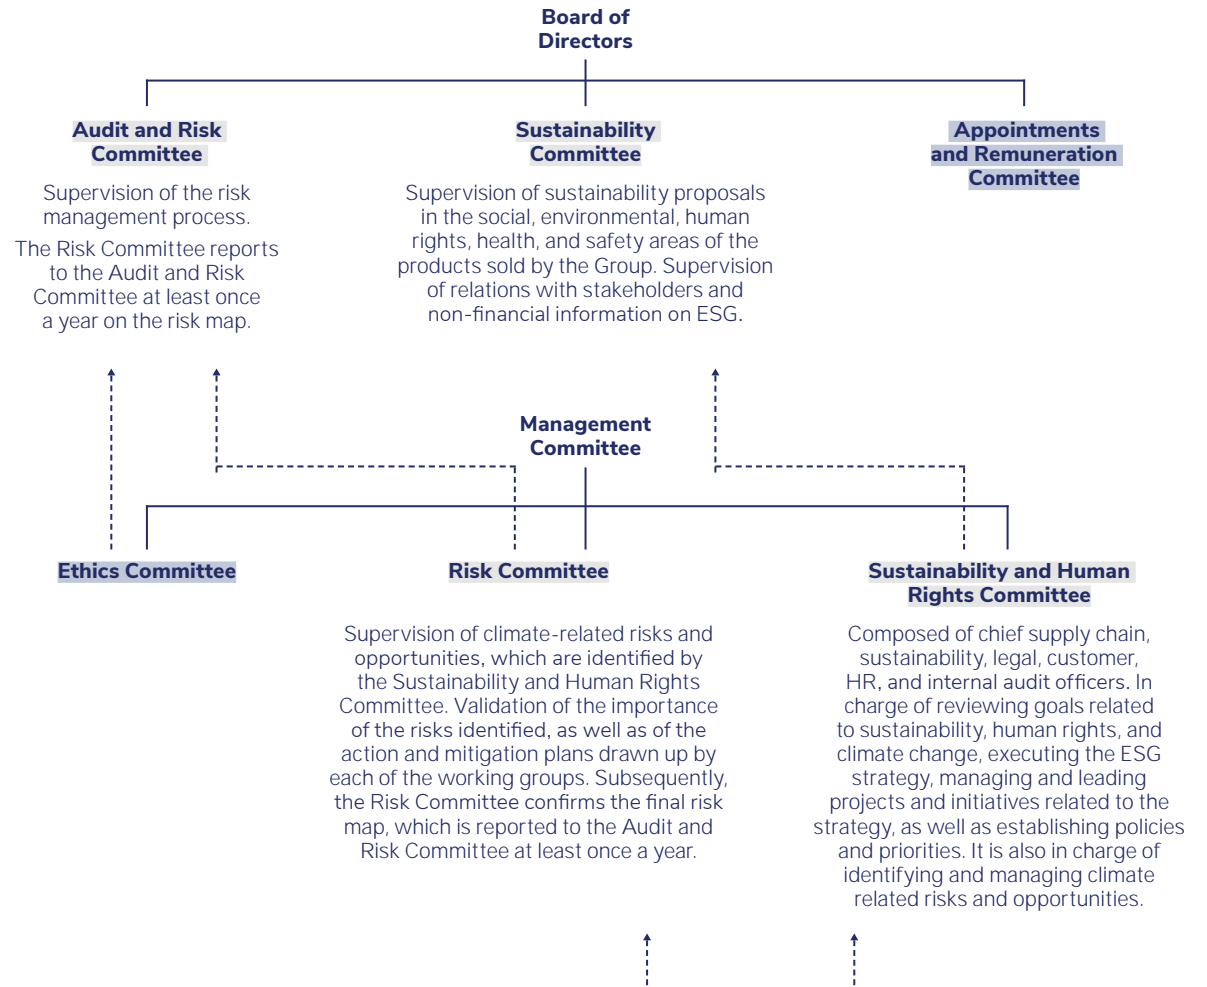 Board of
Directors
Audit and Risk
Committee
Supervision of the risk
management process.
The Risk Committee reports
to the Audit and Risk
Committee at least once
a year on the risk map.
Sustainability
Committee
Supervision of sustainability proposals
in the social, environmental, human
rights, health, and safety areas of the
products sold by the Group. Supervision
of relations with stakeholders and
non-financial information on ESG.
Appointments
and Remuneration
Committee
Management
Committee
Ethics Committee
Risk Committee
Supervision of climate-related risks and
opportunities, which are identified by
the Sustainability and Human Rights
Committee. Validation of the importance
of the risks identified, as well as of the
action and mitigation plans drawn up by
each of the working groups. Subsequently,
the Risk Committee confirms the final risk
map, which is reported to the Audit and
Risk Committee at least once a year.
Sustainability and Human
Rights Committee
Composed of chief supply chain,
sustainability, legal, customer,
HR, and internal audit officers. In
charge of reviewing goals related
to sustainability, human rights, and
climate change, executing the ESG
strategy, managing and leading
projects and initiatives related to the
strategy, as well as establishing policies
and priorities. It is also in charge of
identifying and managing climate
related risks and opportunities.